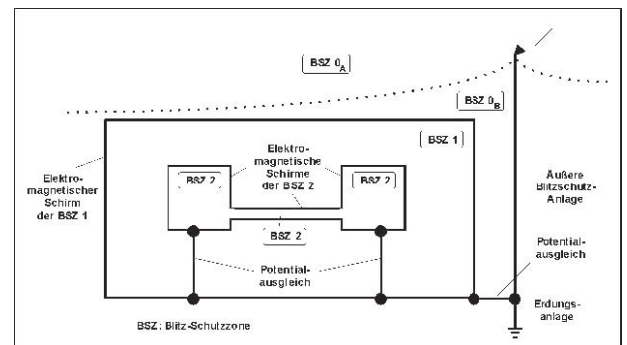 BSZ 0A
BSZ 0B
BSZ 1
Elektro-
magnetische
Schirme
der BSZ 2
BSZ 2
BSZ 2
BSZ 2
Elektro-
magnetischer
Schirm
der BSZ 1
Äußere
Blitzschutz-
Anlage
Potential-
ausgleich
Potential-
ausgleich
Erdungs-
anlage
BSZ: Blitz-Schutzzone